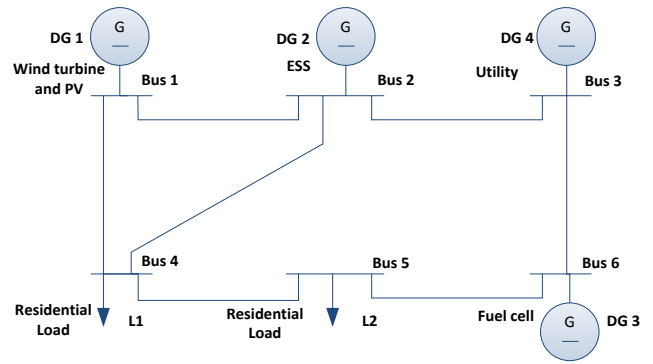 G
DG 1
Wind turbine
and PV
Bus 1
G
DG 2
ESS
Bus 2
G
DG 4
Utility
Bus 3
Bus 4
Residential
Load
L1
Bus 5
Residential
Load
L2
Bus 6
Fuel cell
G
DG 3